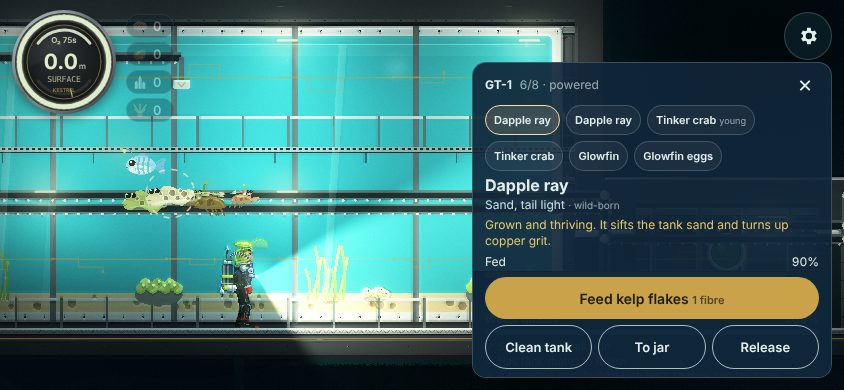 O₂ 75s
0.0 m
SURFACE
KESTREL
0
0
0
0
GT-1 6/8 · powered
Dapple ray
Dapple ray
Tinker crab young
Tinker crab
Glowfin
Glowfin eggs
Dapple ray
Sand, tail light · wild-born
Grown and thriving. It sifts the tank sand and turns up
copper grit.
Fed 90%
Feed kelp flakes 1 fibre
Clean tank
To jar
Release